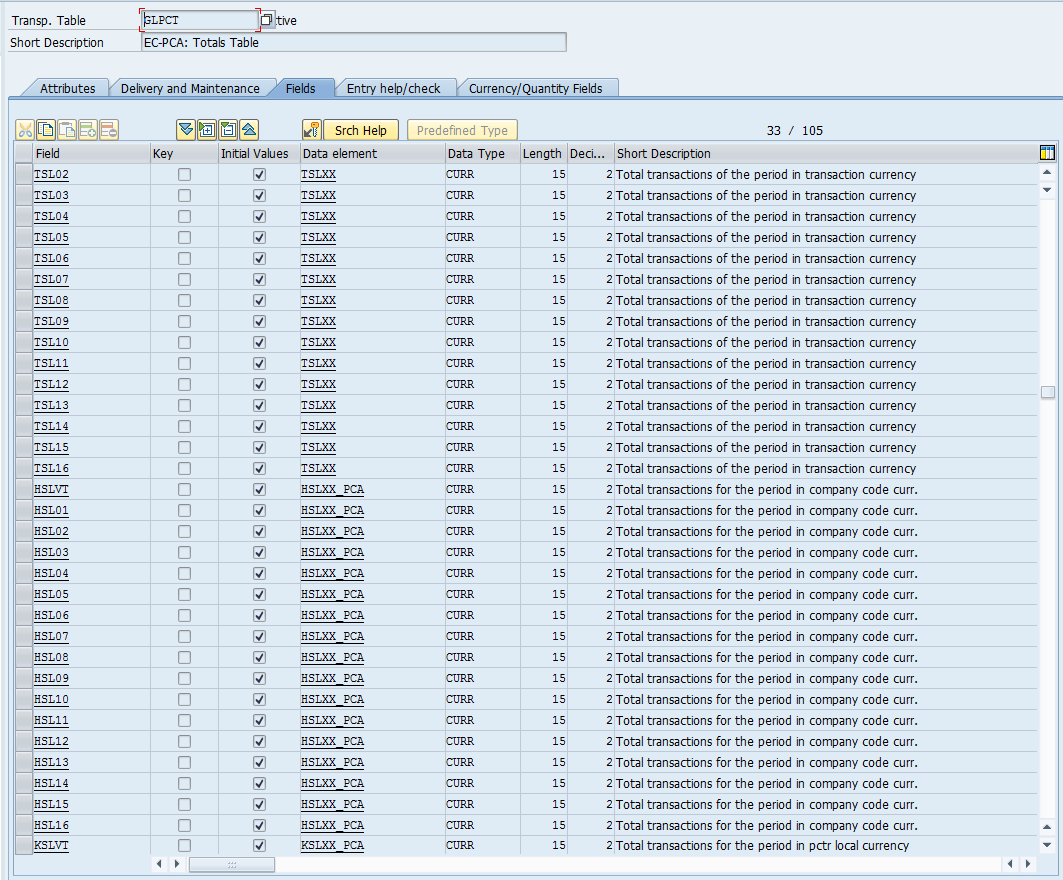 Transp. Table GLPCT tive
Short Description EC-PCA: Totals Table
Attributes Delivery and Maintenance Fields Entry help/check Currency/Quantity Fields
Srch Help Predefined Type 33 / 105
Field Key Initial Values Data element Data Type Length Deci... Short Description
TSL02 TSLXX CURR 15 2 Total transactions of the period in transaction currency
TSL03 TSLXX CURR 15 2 Total transactions of the period in transaction currency
TSL04 TSLXX CURR 15 2 Total transactions of the period in transaction currency
TSL05 TSLXX CURR 15 2 Total transactions of the period in transaction currency
TSL06 TSLXX CURR 15 2 Total transactions of the period in transaction currency
TSL07 TSLXX CURR 15 2 Total transactions of the period in transaction currency
TSL08 TSLXX CURR 15 2 Total transactions of the period in transaction currency
TSL09 TSLXX CURR 15 2 Total transactions of the period in transaction currency
TSL10 TSLXX CURR 15 2 Total transactions of the period in transaction currency
TSL11 TSLXX CURR 15 2 Total transactions of the period in transaction currency
TSL12 TSLXX CURR 15 2 Total transactions of the period in transaction currency
TSL13 TSLXX CURR 15 2 Total transactions of the period in transaction currency
TSL14 TSLXX CURR 15 2 Total transactions of the period in transaction currency
TSL15 TSLXX CURR 15 2 Total transactions of the period in transaction currency
TSL16 TSLXX CURR 15 2 Total transactions of the period in transaction currency
HSLVT HSLXX_PCA CURR 15 2 Total transactions for the period in company code curr.
HSL01 HSLXX_PCA CURR 15 2 Total transactions for the period in company code curr.
HSL02 HSLXX_PCA CURR 15 2 Total transactions for the period in company code curr.
HSL03 HSLXX_PCA CURR 15 2 Total transactions for the period in company code curr.
HSL04 HSLXX_PCA CURR 15 2 Total transactions for the period in company code curr.
HSL05 HSLXX_PCA CURR 15 2 Total transactions for the period in company code curr.
HSL06 HSLXX_PCA CURR 15 2 Total transactions for the period in company code curr.
HSL07 HSLXX_PCA CURR 15 2 Total transactions for the period in company code curr.
HSL08 HSLXX_PCA CURR 15 2 Total transactions for the period in company code curr.
HSL09 HSLXX_PCA CURR 15 2 Total transactions for the period in company code curr.
HSL10 HSLXX_PCA CURR 15 2 Total transactions for the period in company code curr.
HSL11 HSLXX_PCA CURR 15 2 Total transactions for the period in company code curr.
HSL12 HSLXX_PCA CURR 15 2 Total transactions for the period in company code curr.
HSL13 HSLXX_PCA CURR 15 2 Total transactions for the period in company code curr.
HSL14 HSLXX_PCA CURR 15 2 Total transactions for the period in company code curr.
HSL15 HSLXX_PCA CURR 15 2 Total transactions for the period in company code curr.
HSL16 HSLXX_PCA CURR 15 2 Total transactions for the period in company code curr.
KSLVT KSLXX_PCA CURR 15 2 Total transactions for the period in pctr local currency